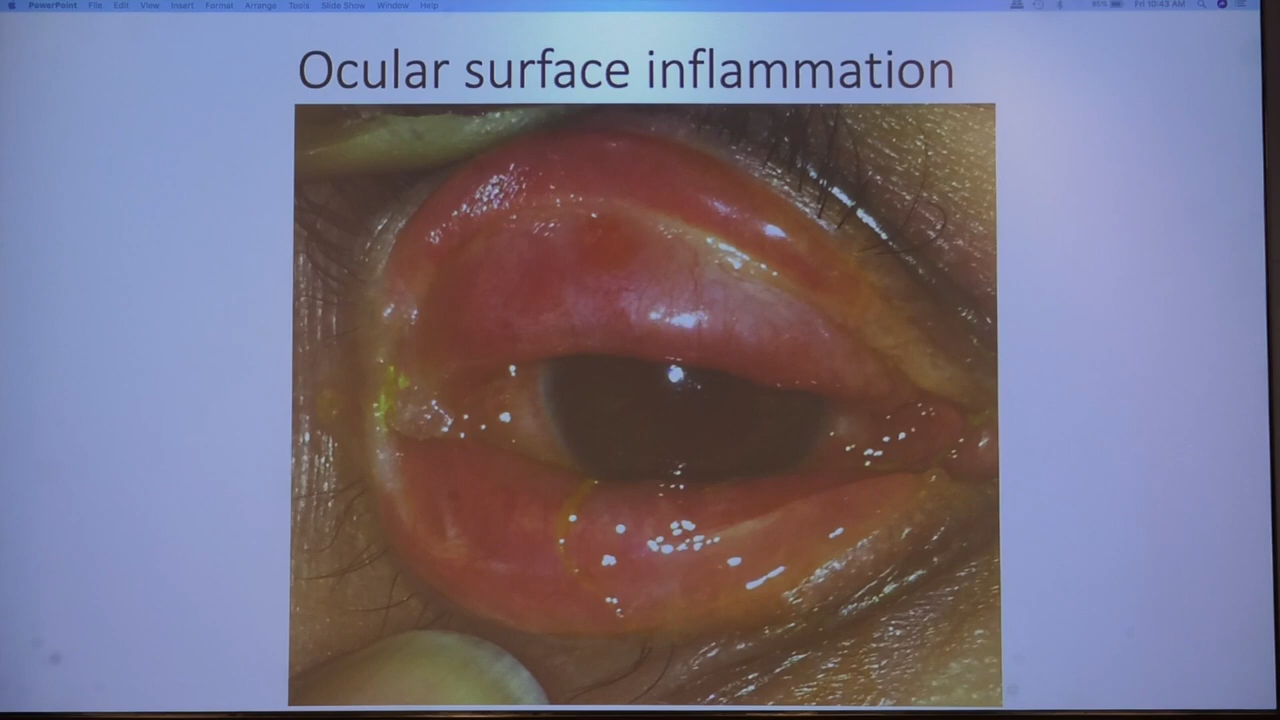 PowerPoint File Edit View Insert Format Arrange Tools Slide Show Window Help 95% Fri 10:43 AM
Ocular surface inflammation